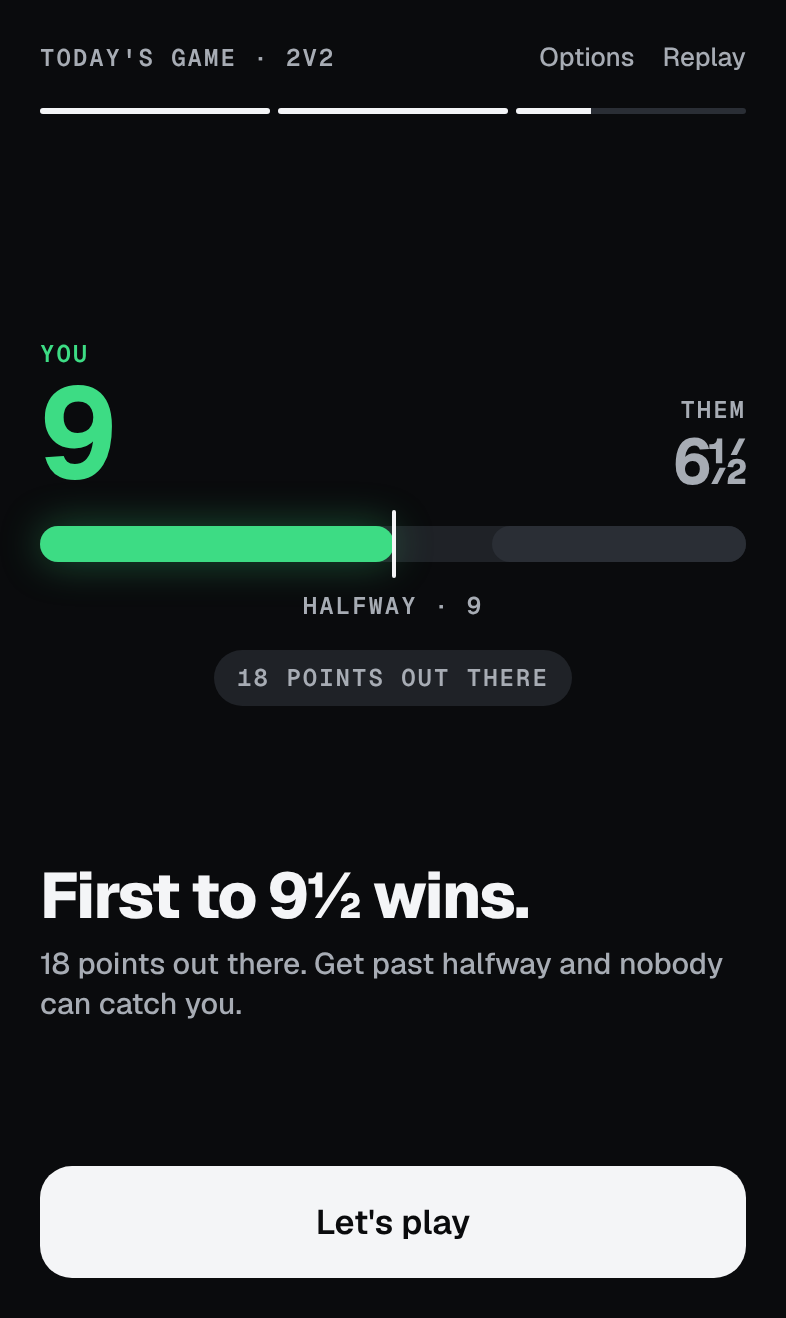 TODAY'S GAME · 2V2
Options
Replay
YOU
9
THEM
6½
HALFWAY · 9
18 POINTS OUT THERE
First to 9½ wins.
18 points out there. Get past halfway and nobody
can catch you.
Let's play